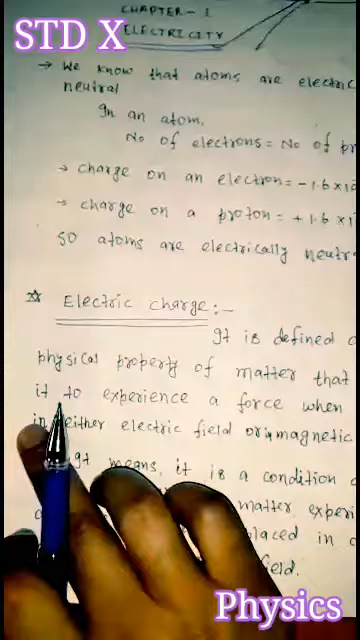 CHAPTER - 1
STD X
ELECTRICITY
→ We know that atoms are electric
neutral
In an atom,
No of electrons = No of pr
→ charge on an electron = - 1.6 × 10
→ charge on a proton = + 1.6 × 1
so atoms are electrically neutr
Electric charge :-
It is defined a
physical property of matter that
it to experience a force when
in either electric field or magnetic
It means, it is a condition o
matter, experi
placed in a
field.
Physics